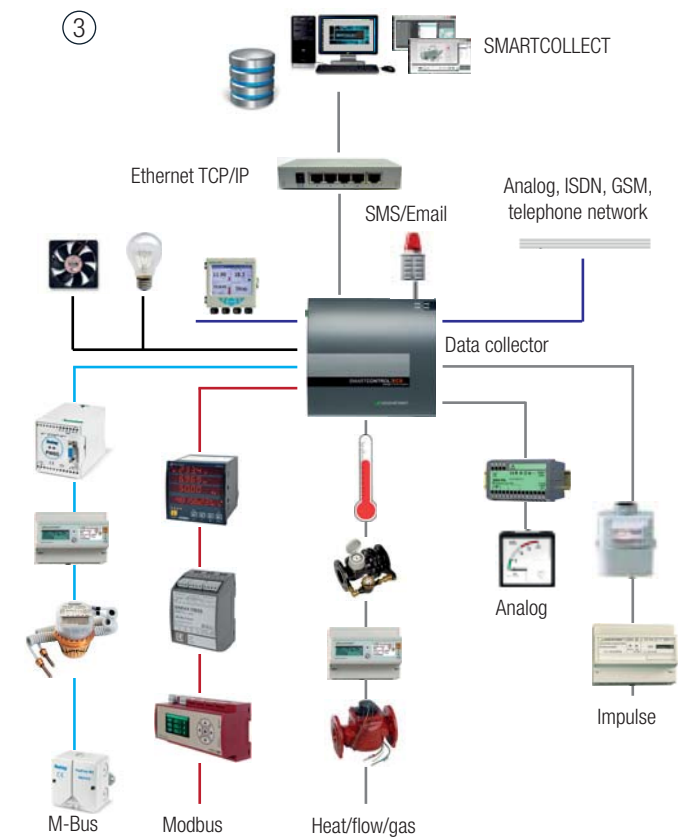 3
SMARTCOLLECT
Ethernet TCP/IP
Analog, ISDN, GSM,
telephone network
SMS/Email
Data collector
SMARTCONTROL
Analog
Impulse
M-Bus
Modbus
Heat/flow/gas